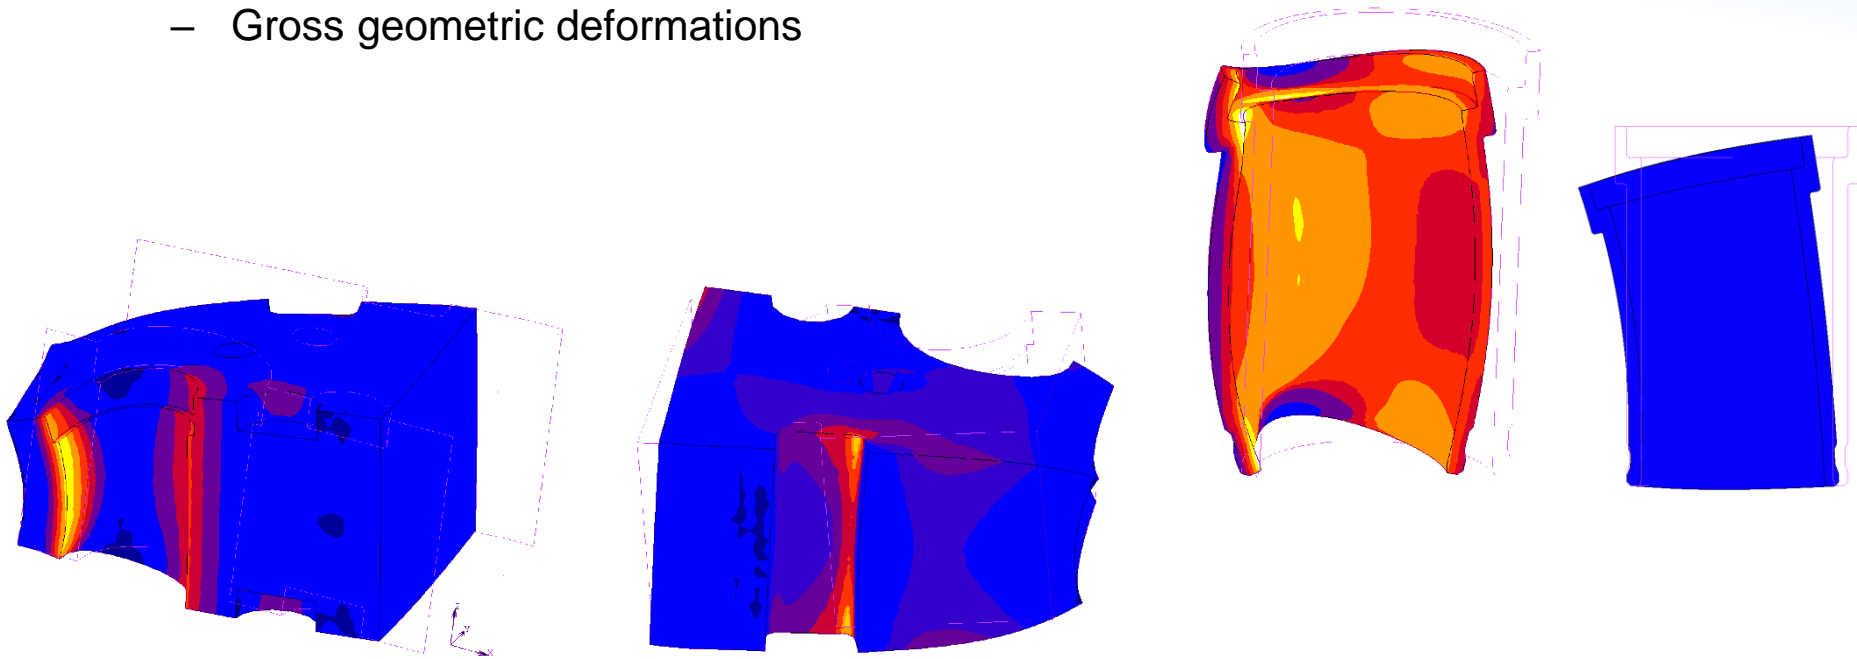 – Gross geometric deformations
z
y
x